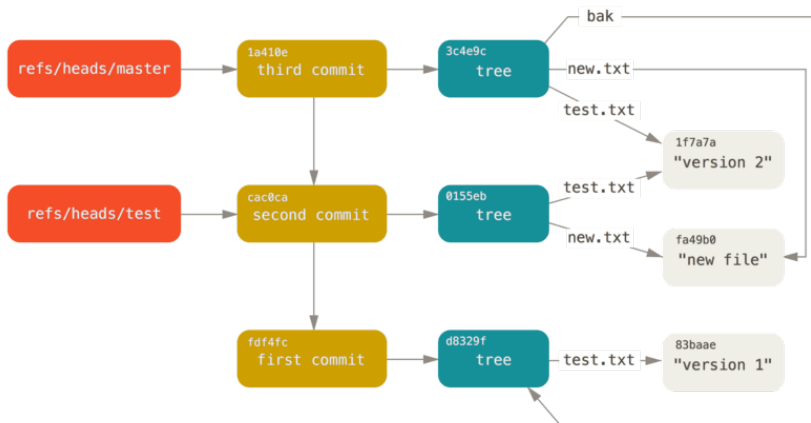 bak
1a410e
3c4e9c
refs/heads/master
third commit
tree
new.txt
test.txt
1f7a7a
"version 2"
cac0ca
0155eb
test.txt
refs/heads/test
second commit
tree
new.txt
fa49b0
"new file"
fdf4fc
d8329f
83baae
first commit
tree
test.txt
"version 1"